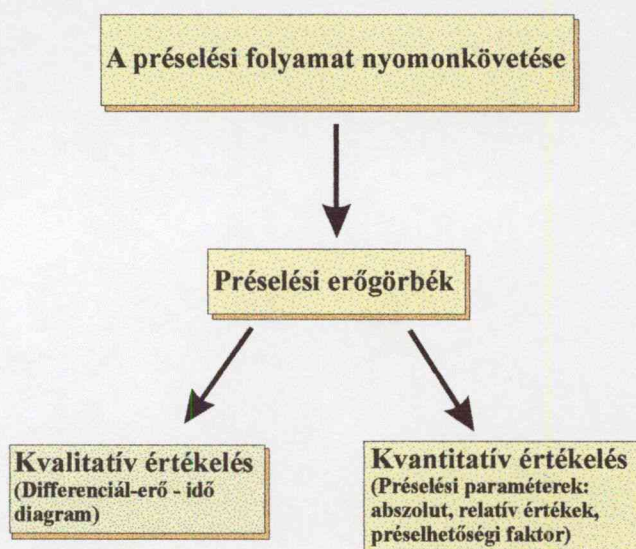 A préselési folyamat nyomonkövetése
Préselési erőgörbék
Kvalitatív értékelés
(Differenciál-erő - idő
diagram)
Kvantitatív értékelés
(Préselési paraméterek:
abszolut, relatív értékek,
préselhetőségi faktor)